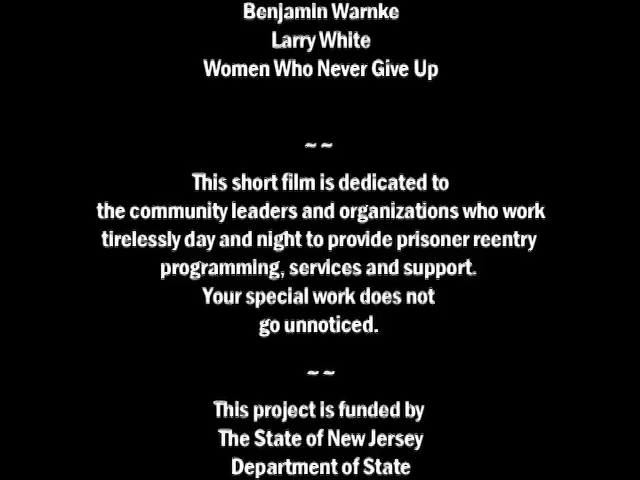 Benjamin Warnke
Larry White
Women Who Never Give Up
~ ~
This short film is dedicated to
the community leaders and organizations who work
tirelessly day and night to provide prisoner reentry
programming, services and support.
Your special work does not
go unnoticed.
~ ~
This project is funded by
The State of New Jersey
Department of State